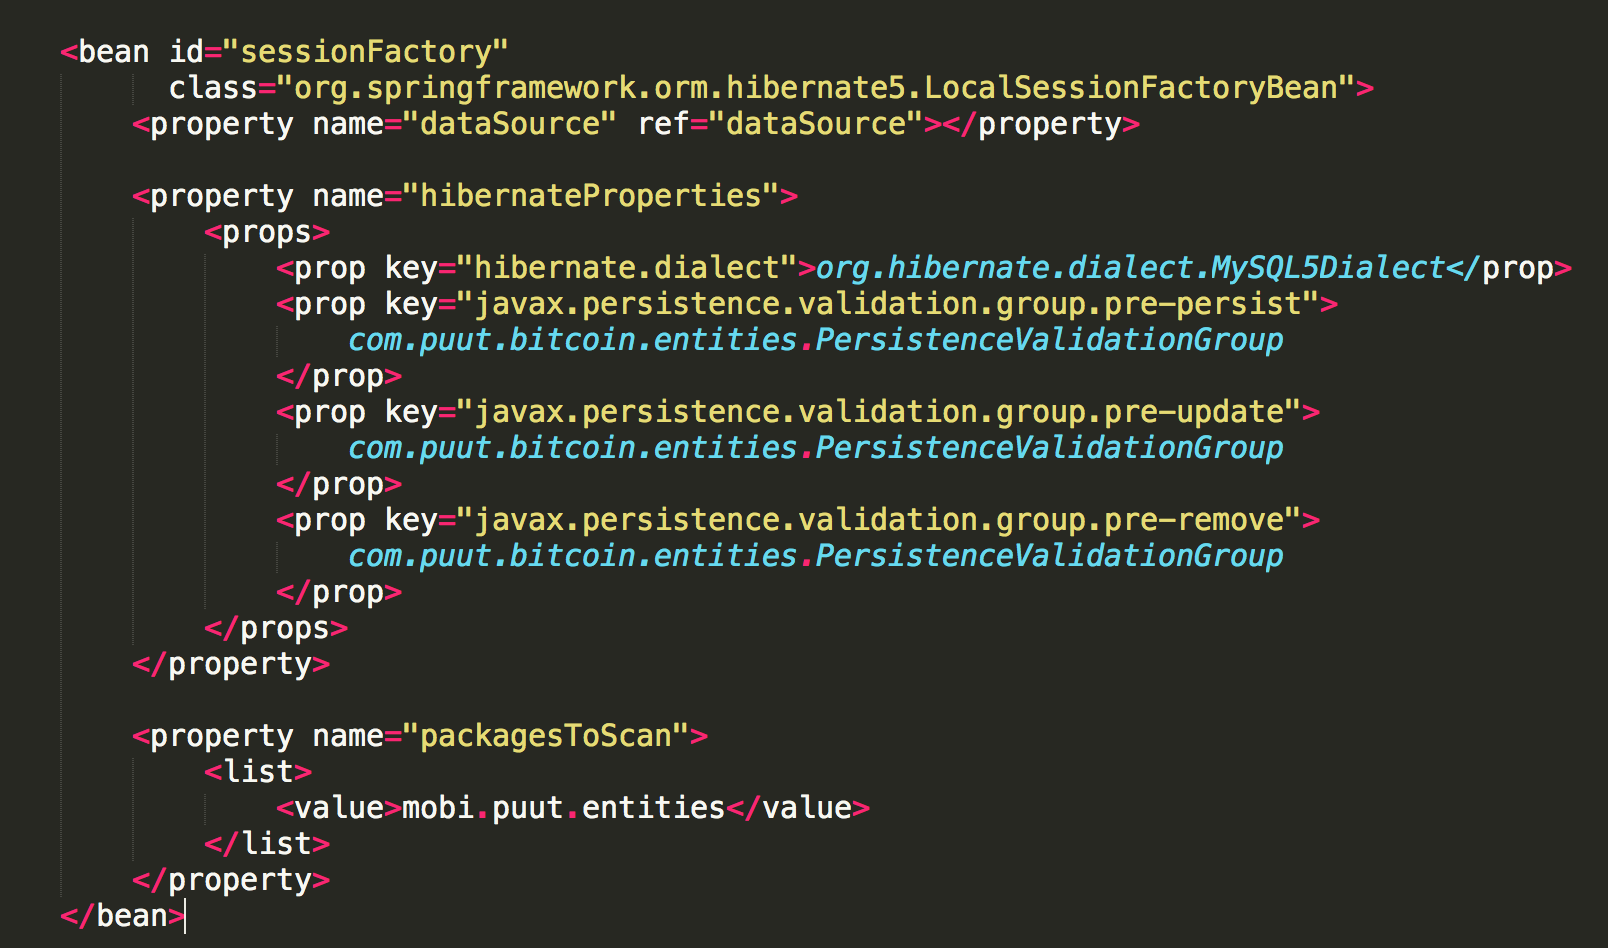 <bean id="sessionFactory"
class="org.springframework.orm.hibernate5.LocalSessionFactoryBean">
<property name="dataSource" ref="dataSource"></property>
<property name="hibernateProperties">
<props>
<prop key="hibernate.dialect">org.hibernate.dialect.MySQL5Dialect</prop>
<prop key="javax.persistence.validation.group.pre-persist">
com.puut.bitcoin.entities.PersistenceValidationGroup
</prop>
<prop key="javax.persistence.validation.group.pre-update">
com.puut.bitcoin.entities.PersistenceValidationGroup
</prop>
<prop key="javax.persistence.validation.group.pre-remove">
com.puut.bitcoin.entities.PersistenceValidationGroup
</prop>
</props>
</property>
<property name="packagesToScan">
<list>
<value>mobi.puut.entities</value>
</list>
</property>
</bean>